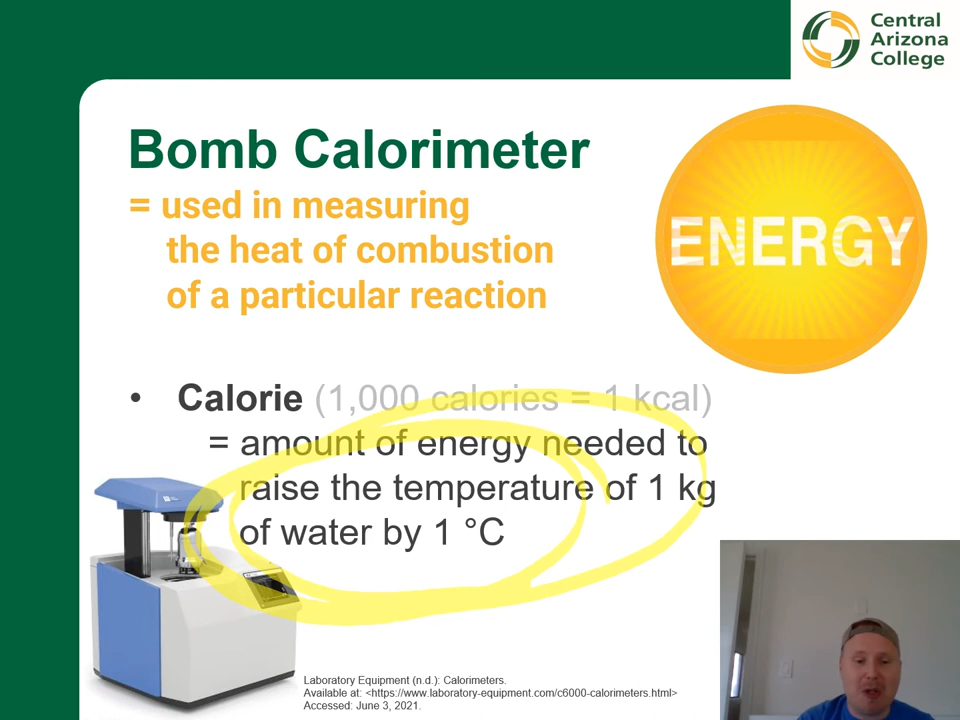 Central
Arizona
College
Bomb Calorimeter
= used in measuring
the heat of combustion
of a particular reaction
ENERGY
• Calorie (1,000 calories = 1 kcal)
= amount of energy needed to
raise the temperature of 1 kg
of water by 1 °C
Laboratory Equipment (n.d.): Calorimeters.
Available at: <https://www.laboratory-equipment.com/c6000-calorimeters.html>
Accessed: June 3, 2021.